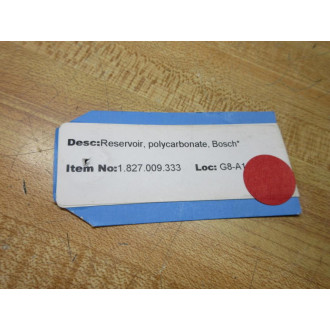 Desc:Reservoir, polycarbonate, Bosch*
Item No:1.827.009.333 Loc: G8-A1